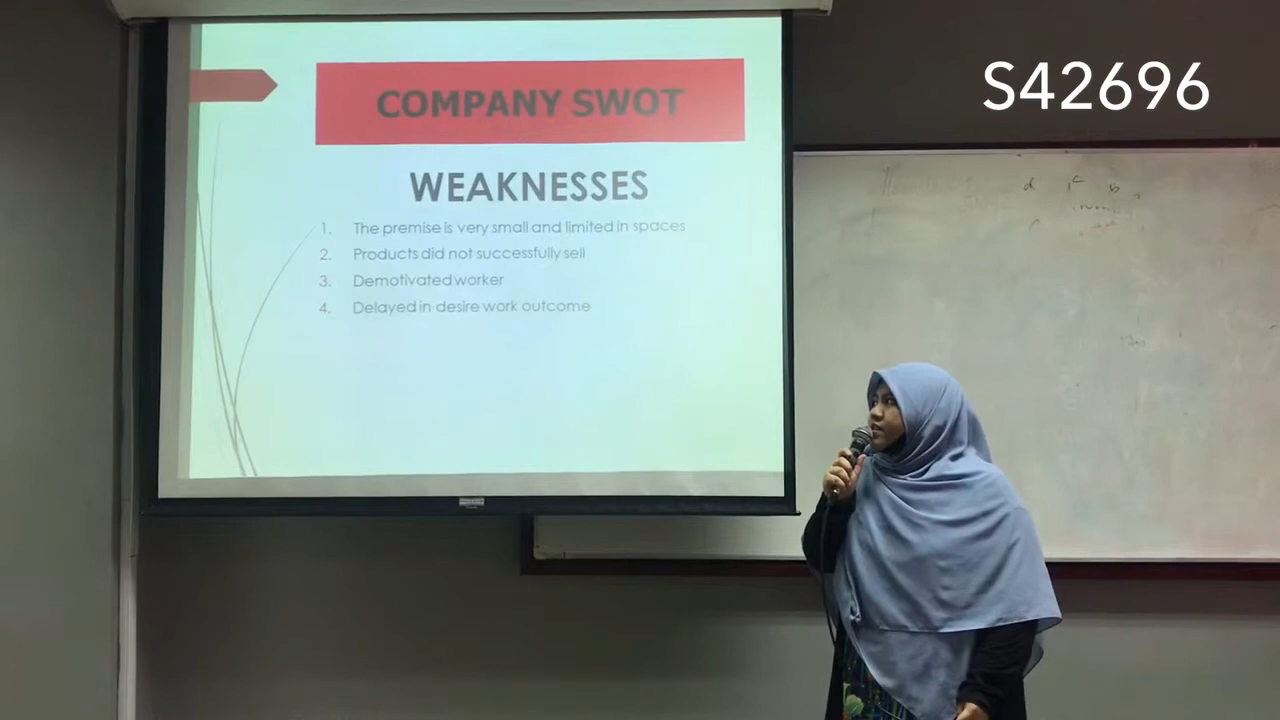 S42696
COMPANY SWOT
WEAKNESSES
1. The premise is very small and limited in spaces
2. Products did not successfully sell
3. Demotivated worker
4. Delayed in desire work outcome